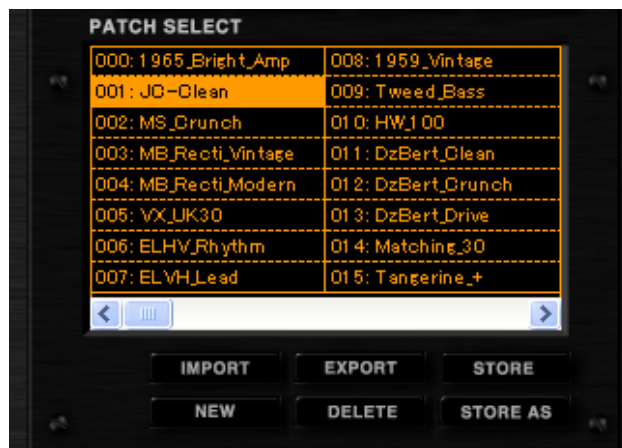 PATCH SELECT
000: 1965_Bright_Amp
001: JC-Clean
002: MS_Crunch
003: MB_Recti_Vintage
004: MB_Recti_Modern
005: VX_UK30
006: ELHV_Rhythm
007: ELVH_Lead
008: 1959_Vintage
009: Tweed_Bass
010: HW_100
011: DzBert_Clean
012: DzBert_Crunch
013: DzBert_Drive
014: Matching_30
015: Tangerine_+
IMPORT EXPORT STORE
NEW DELETE STORE AS